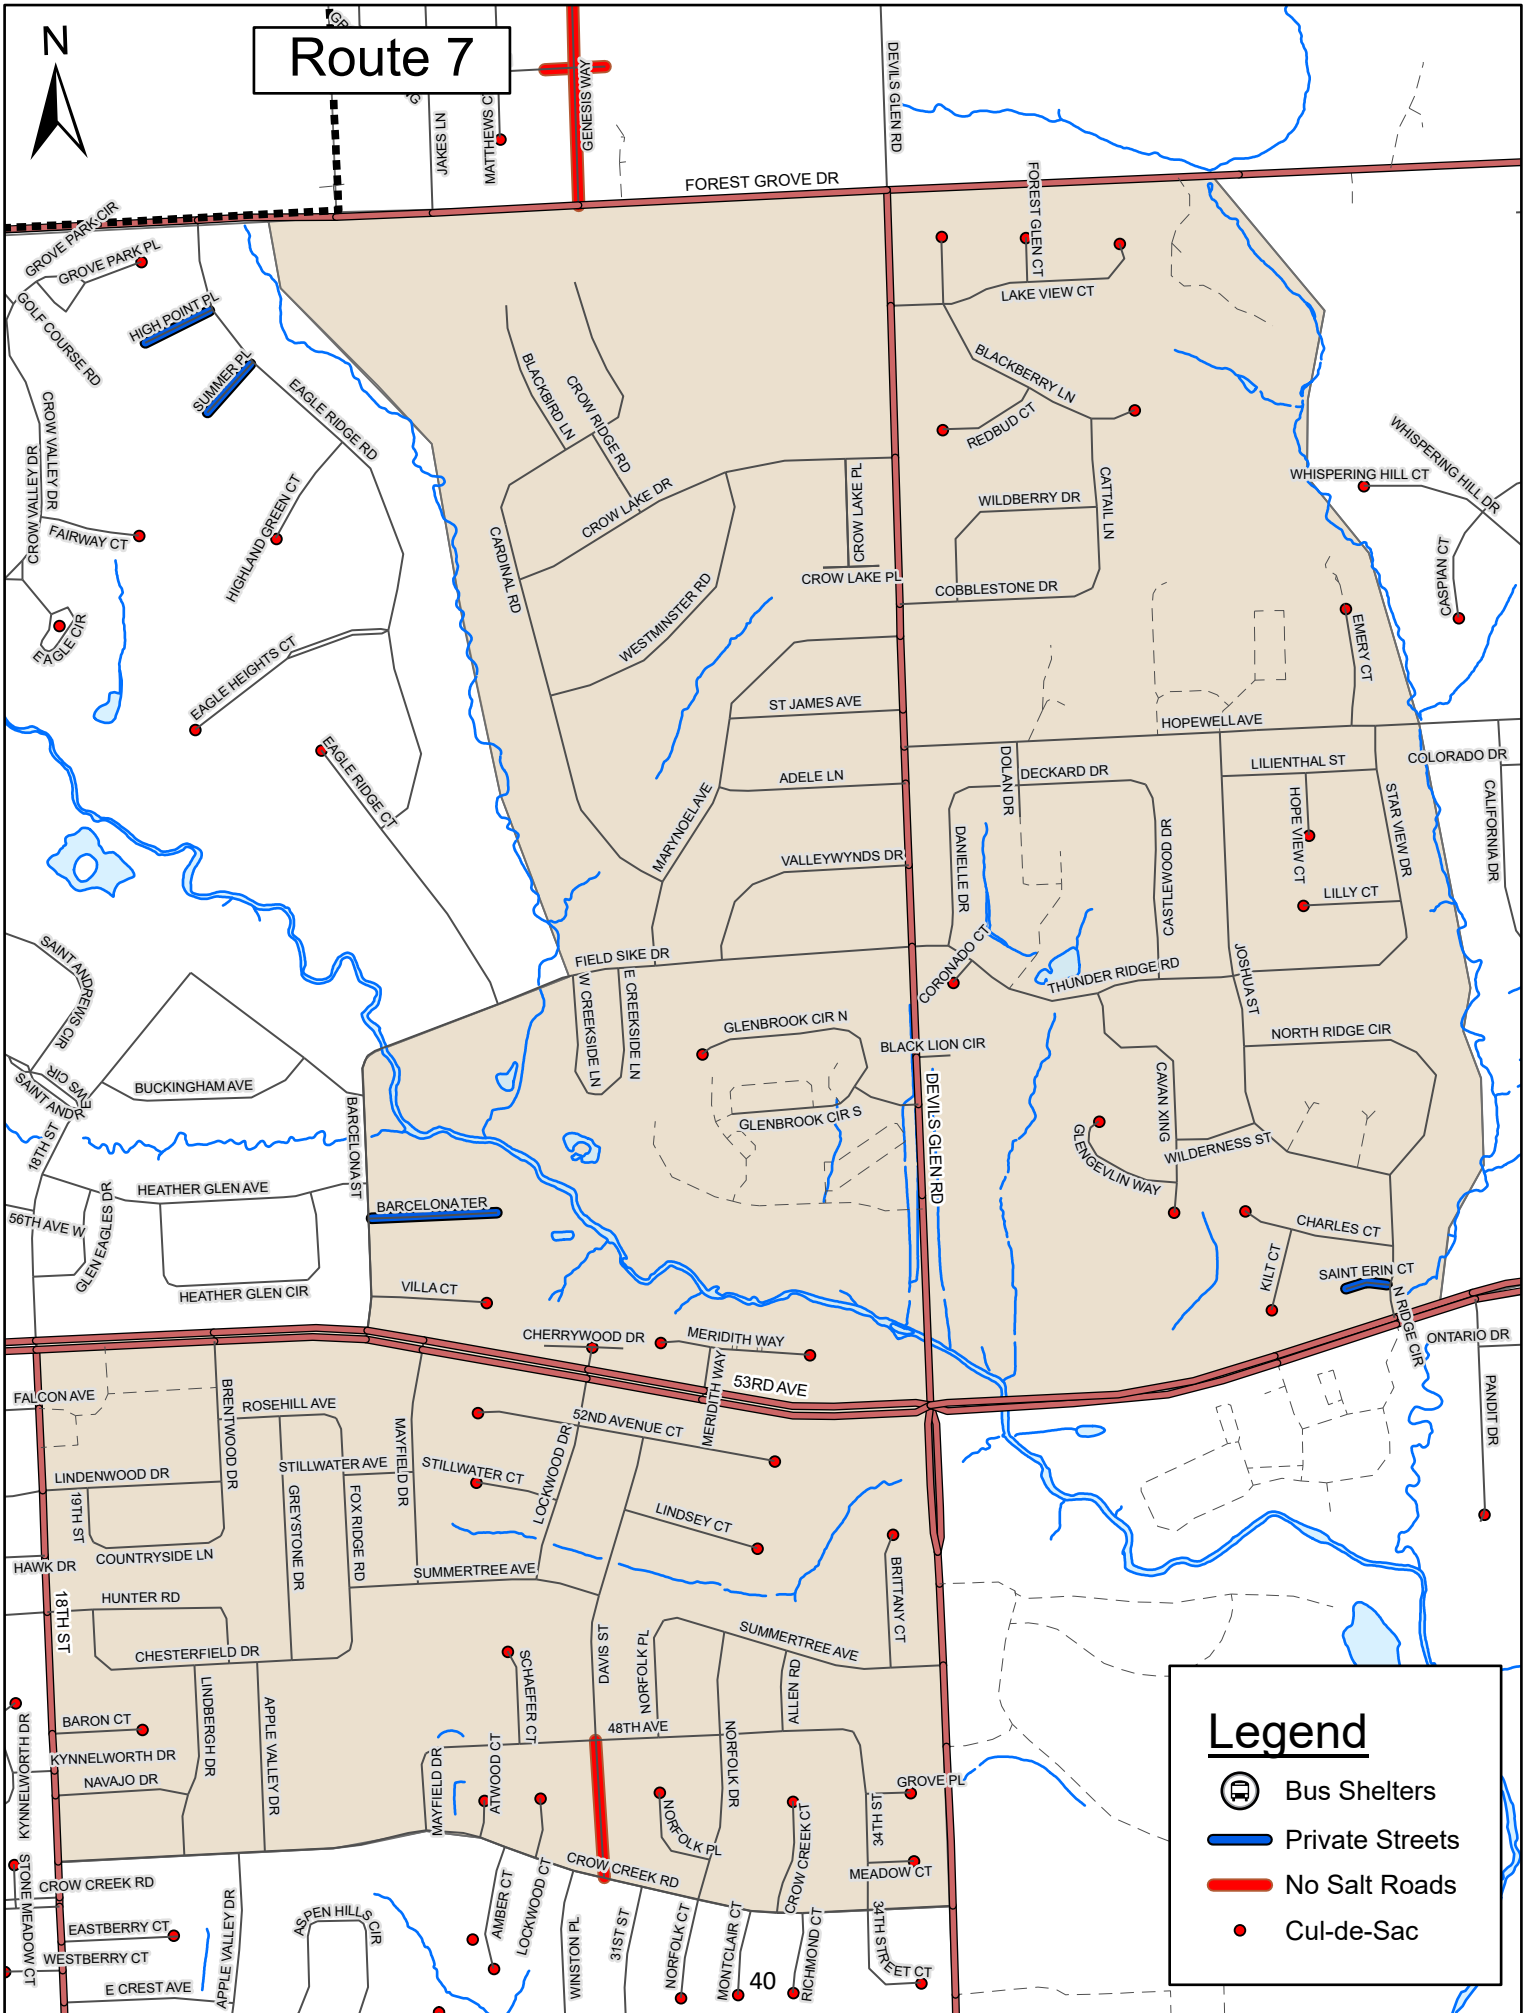 N
Route 7
JAKES LN
GENESIS WAY
DEVILS GLEN RD
FOREST GROVE DR
FOREST GLEN CT
GROVE PARK CIR
GROVE PARK PL
GOLF COURSE RD
HIGH POINT PL
SUMMER PL
EAGLE RIDGE RD
LAKE VIEW CT
BLACKBIRD LN
CROW RIDGE RD
BLACKBERRY LN
REDBUD CT
CROW VALLEY DR
CROW VALLEY DR
FAIRWAY CT
HIGHLAND GREEN CT
CROW LAKE DR
CROW LAKE PL
CROW LAKE PL
WILDBERRY DR
CATTAIL LN
WHISPERING HILL CT
WHISPERING HILL DR
CASPIAN CT
CARDINAL RD
COBBLESTONE DR
EAGLE CIR
EAGLE HEIGHTS CT
WESTMINSTER RD
EMERY CT
ST JAMES AVE
HOPEWELL AVE
EAGLE RIDGE CT
ADELE LN
DOLAN DR
DECKARD DR
LILIENTHAL ST
COLORADO DR
HOPE VIEW CT
STAR VIEW DR
CALIFORNIA DR
MARYNOEL AVE
VALLEYWYNDS DR
DANIELLE DR
CASTLEWOOD DR
LILLY CT
SAINT ANDREWS CIR
FIELD SIKE DR
CORONADO CT
THUNDER RIDGE RD
JOSHUA ST
W CREEKSIDE LN
E CREEKSIDE LN
GLENBROOK CIR N
BLACK LION CIR
NORTH RIDGE CIR
SAINT ANDR
EWS CIR
BUCKINGHAM AVE
BARCELONA ST
GLENBROOK CIR S
DEVILS GLEN RD
CAVAN XING
WILDERNESS ST
GLENGEVLIN WAY
18TH ST
HEATHER GLEN AVE
56TH AVE W
GLEN EAGLES DR
BARCELONA TER
CHARLES CT
KILT CT
SAINT ERIN CT
HEATHER GLEN CIR
VILLA CT
N RIDGE CIR
ONTARIO DR
CHERRYWOOD DR
MERIDITH WAY
MERIDITH WAY
53RD AVE
PANDIT DR
FALCON AVE
BRENTWOOD DR
ROSEHILL AVE
MAYFIELD DR
52ND AVENUE CT
LINDENWOOD DR
STILLWATER AVE
STILLWATER CT
LOCKWOOD DR
19TH ST
GREYSTONE DR
FOX RIDGE RD
LINDSEY CT
COUNTRYSIDE LN
HAWK DR
SUMMERTREE AVE
BRITTANY CT
HUNTER RD
18TH ST
CHESTERFIELD DR
SCHAEFER CT
DAVIS ST
NORFOLK PL
SUMMERTREE AVE
ALLEN RD
LINDBERGH DR
APPLE VALLEY DR
BARON CT
48TH AVE
KYNNELWORTH DR
KYNNELWORTH DR
NAVAJO DR
MAYFIELD DR
ATWOOD CT
NORFOLK DR
GROVE PL
NORFOLK PL
CROW CREEK CT
34TH ST
CROW CREEK RD
MEADOW CT
CROW CREEK RD
STONE MEADOW CT
EASTBERRY CT
WESTBERRY CT
E CREST AVE
APPLE VALLEY DR
ASPEN HILLS CIR
AMBER CT
LOCKWOOD CT
WINSTON PL
31ST ST
NORFOLK CT
MONTCLAIR CT
RICHMOND CT
34TH STREET CT
40
Legend
Bus Shelters
Private Streets
No Salt Roads
Cul-de-Sac